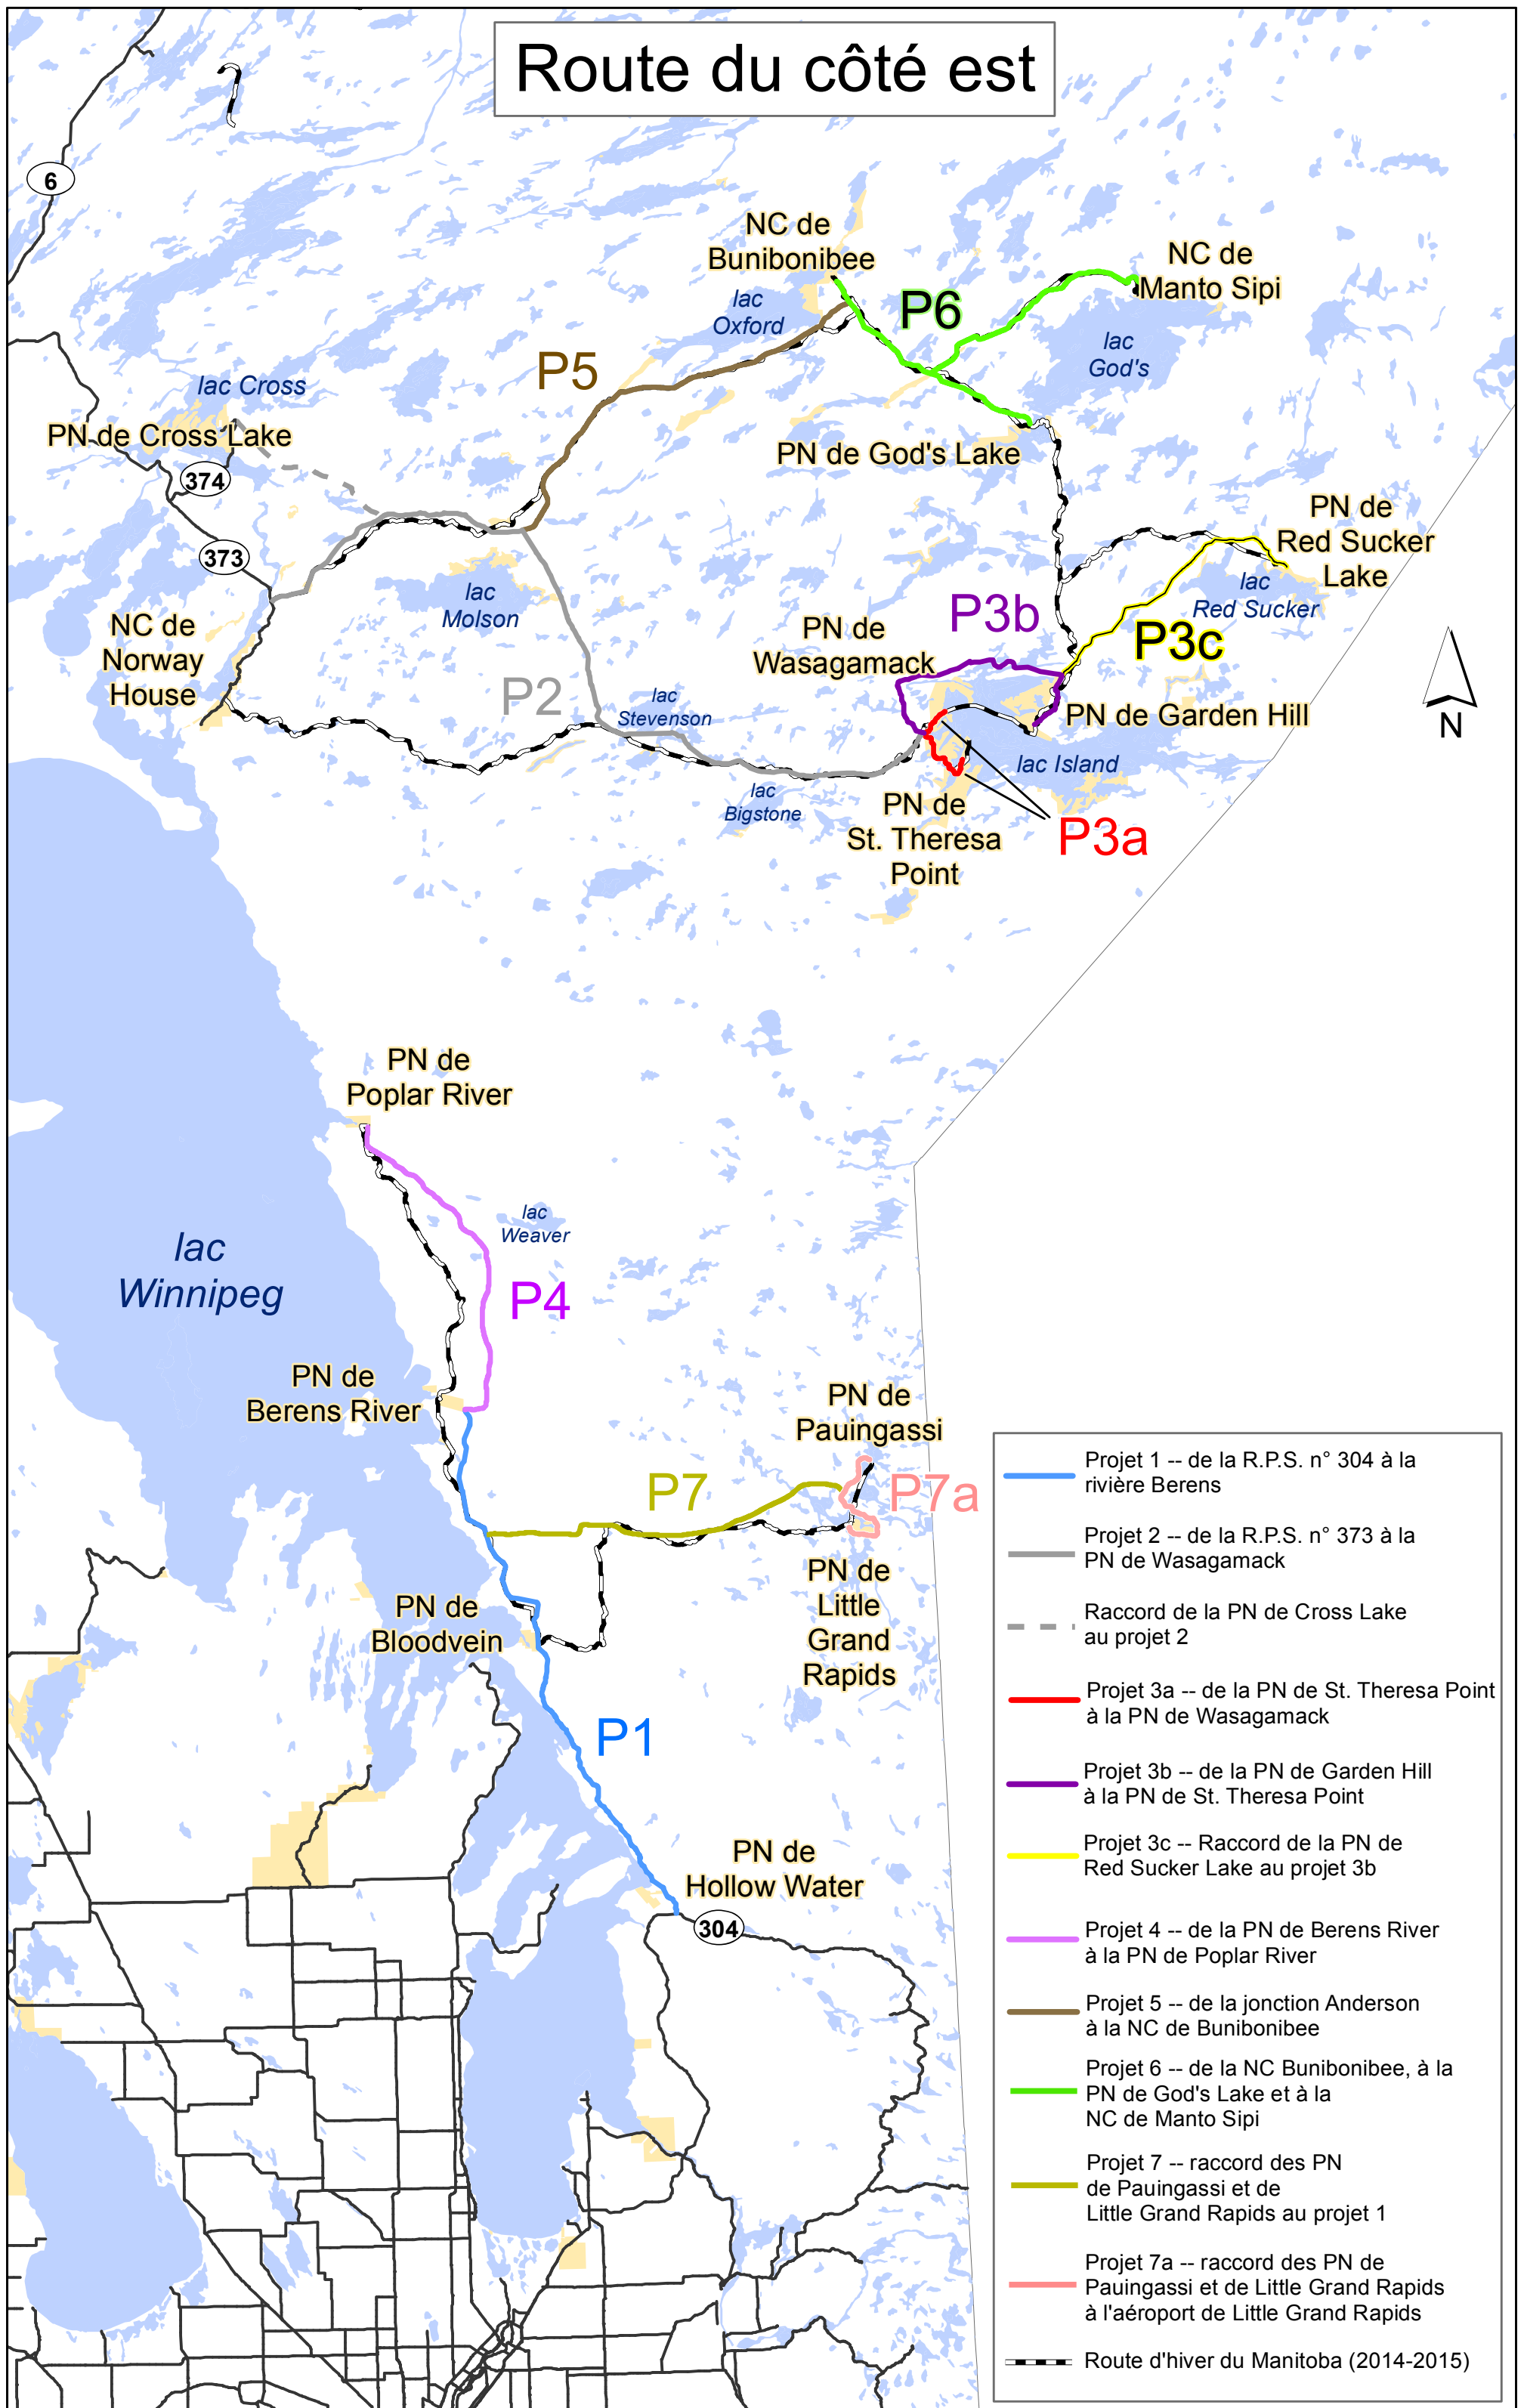 Route du côté est
6
NC de
Bunibonibee
NC de
Manto Sipi
P6
lac
Oxford
lac
God's
P5
lac Cross
PN de Cross Lake
PN de God's Lake
374
PN de
Red Sucker
Lake
373
lac
Red Sucker
lac
Molson
P3b
P3c
NC de
Norway
House
PN de
Wasagamack
P2
lac
Stevenson
PN de Garden Hill
N
lac Island
lac
Bigstone
PN de
St. Theresa
Point
P3a
PN de
Poplar River
lac
Weaver
lac
Winnipeg
P4
PN de
Berens River
PN de
Pauingassi
P7
P7a
PN de
Little
Grand
Rapids
PN de
Bloodvein
P1
PN de
Hollow Water
304
Projet 1 -- de la R.P.S. n° 304 à la
rivière Berens
Projet 2 -- de la R.P.S. n° 373 à la
PN de Wasagamack
Raccord de la PN de Cross Lake
au projet 2
Projet 3a -- de la PN de St. Theresa Point
à la PN de Wasagamack
Projet 3b -- de la PN de Garden Hill
à la PN de St. Theresa Point
Projet 3c -- Raccord de la PN de
Red Sucker Lake au projet 3b
Projet 4 -- de la PN de Berens River
à la PN de Poplar River
Projet 5 -- de la jonction Anderson
à la NC de Bunibonibee
Projet 6 -- de la NC Bunibonibee, à la
PN de God's Lake et à la
NC de Manto Sipi
Projet 7 -- raccord des PN
de Pauingassi et de
Little Grand Rapids au projet 1
Projet 7a -- raccord des PN de
Pauingassi et de Little Grand Rapids
à l'aéroport de Little Grand Rapids
Route d'hiver du Manitoba (2014-2015)